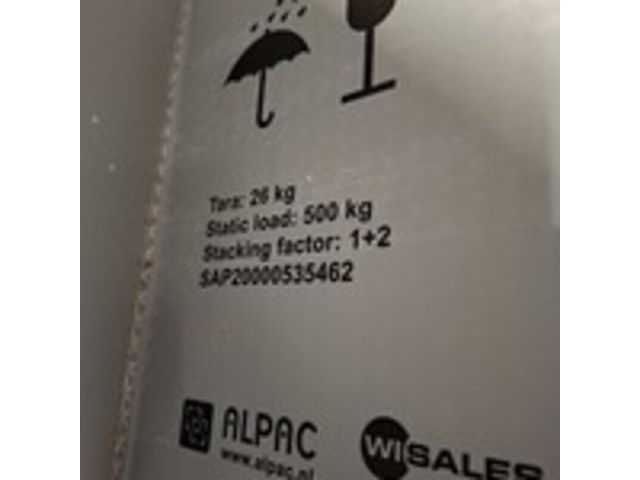 Tara: 26 kg
Static load: 500 kg
Stacking factor: 1+2
SAP20000535462
ALPAC
www.alpac.nl
WISALES